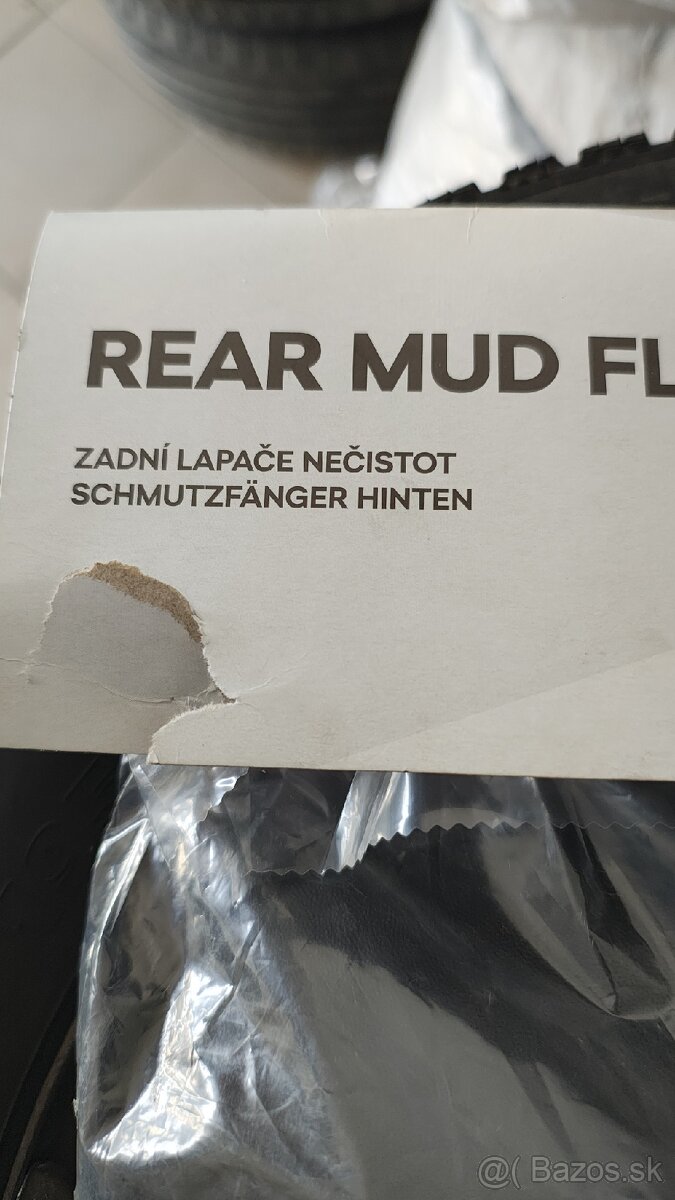 REAR MUD FL
ZADNÍ LAPAČE NEČISTOT
SCHMUTZFÄNGER HINTEN
@( Bazos.sk